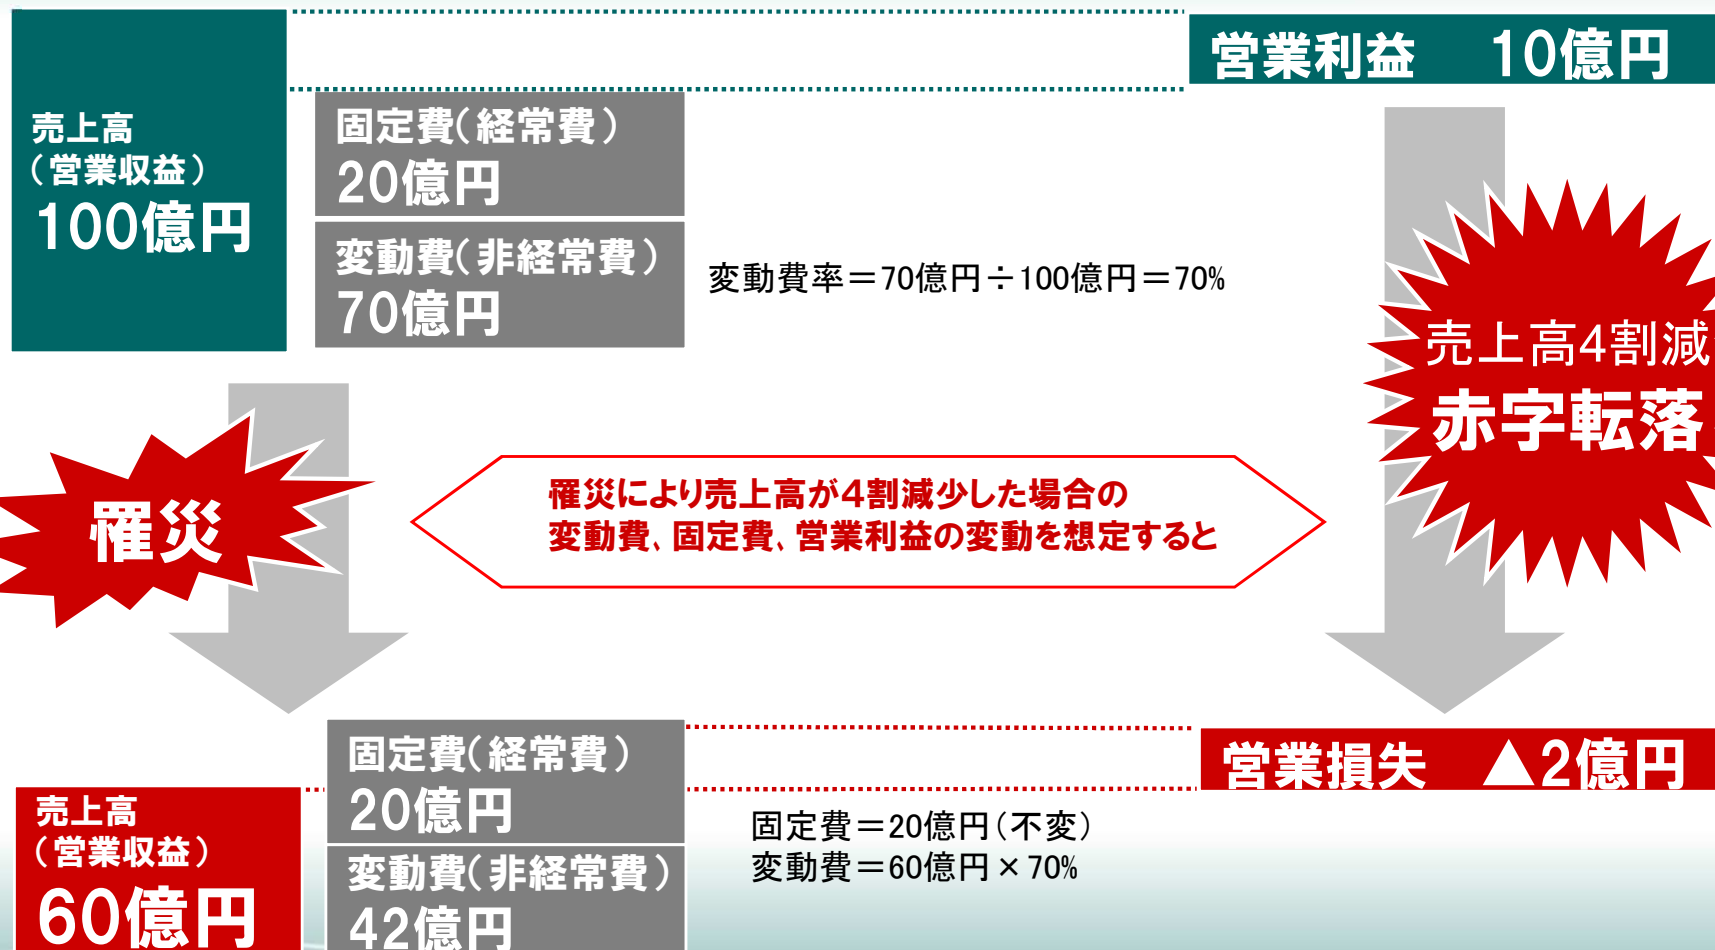 営業利益 10億円
売上高
(営業収益)
100億円
固定費(経常費)
20億円
変動費(非経常費)
70億円
変動費率=70億円÷100億円=70%
売上高4割減
赤字転落
罹災
罹災により売上高が4割減少した場合の
変動費、固定費、営業利益の変動を想定すると
固定費(経常費)
20億円
営業損失 ▲2億円
売上高
(営業収益)
60億円
変動費(非経常費)
42億円
固定費=20億円(不変)
変動費=60億円×70%